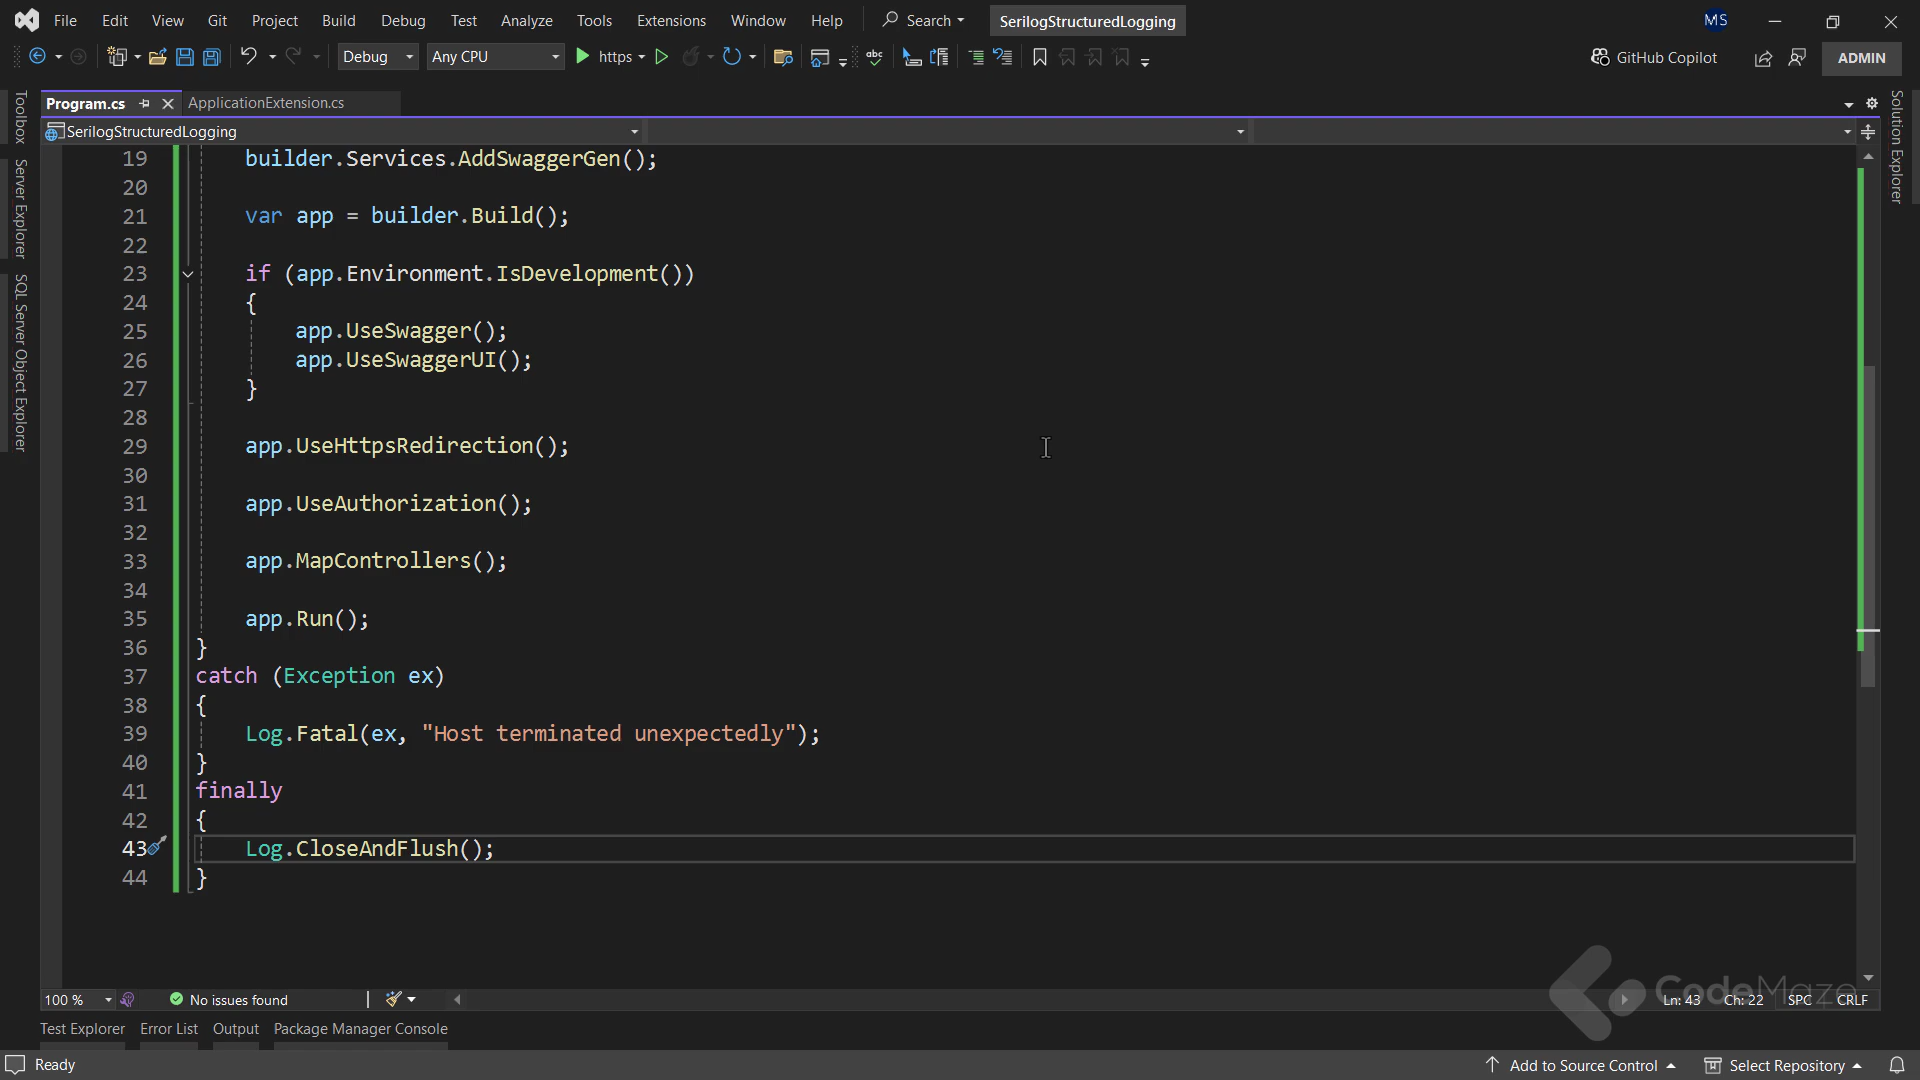 File Edit View Git Project Build Debug Test Analyze Tools Extensions Window Help Search SerilogStructuredLogging MS
Debug Any CPU https GitHub Copilot ADMIN
Program.cs ApplicationExtension.cs
SerilogStructuredLogging
Toolbox
Server Explorer
SQL Server Object Explorer
Solution Explorer
19 builder.Services.AddSwaggerGen();
20
21 var app = builder.Build();
22
23 if (app.Environment.IsDevelopment())
24 {
25 app.UseSwagger();
26 app.UseSwaggerUI();
27 }
28
29 app.UseHttpsRedirection();
30
31 app.UseAuthorization();
32
33 app.MapControllers();
34
35 app.Run();
36 }
37 catch (Exception ex)
38 {
39 Log.Fatal(ex, "Host terminated unexpectedly");
40 }
41 finally
42 {
43 Log.CloseAndFlush();
44 }
CodeMaze
100 % No issues found Ln: 43 Ch: 22 SPC CRLF
Test Explorer Error List Output Package Manager Console
Ready Add to Source Control Select Repository